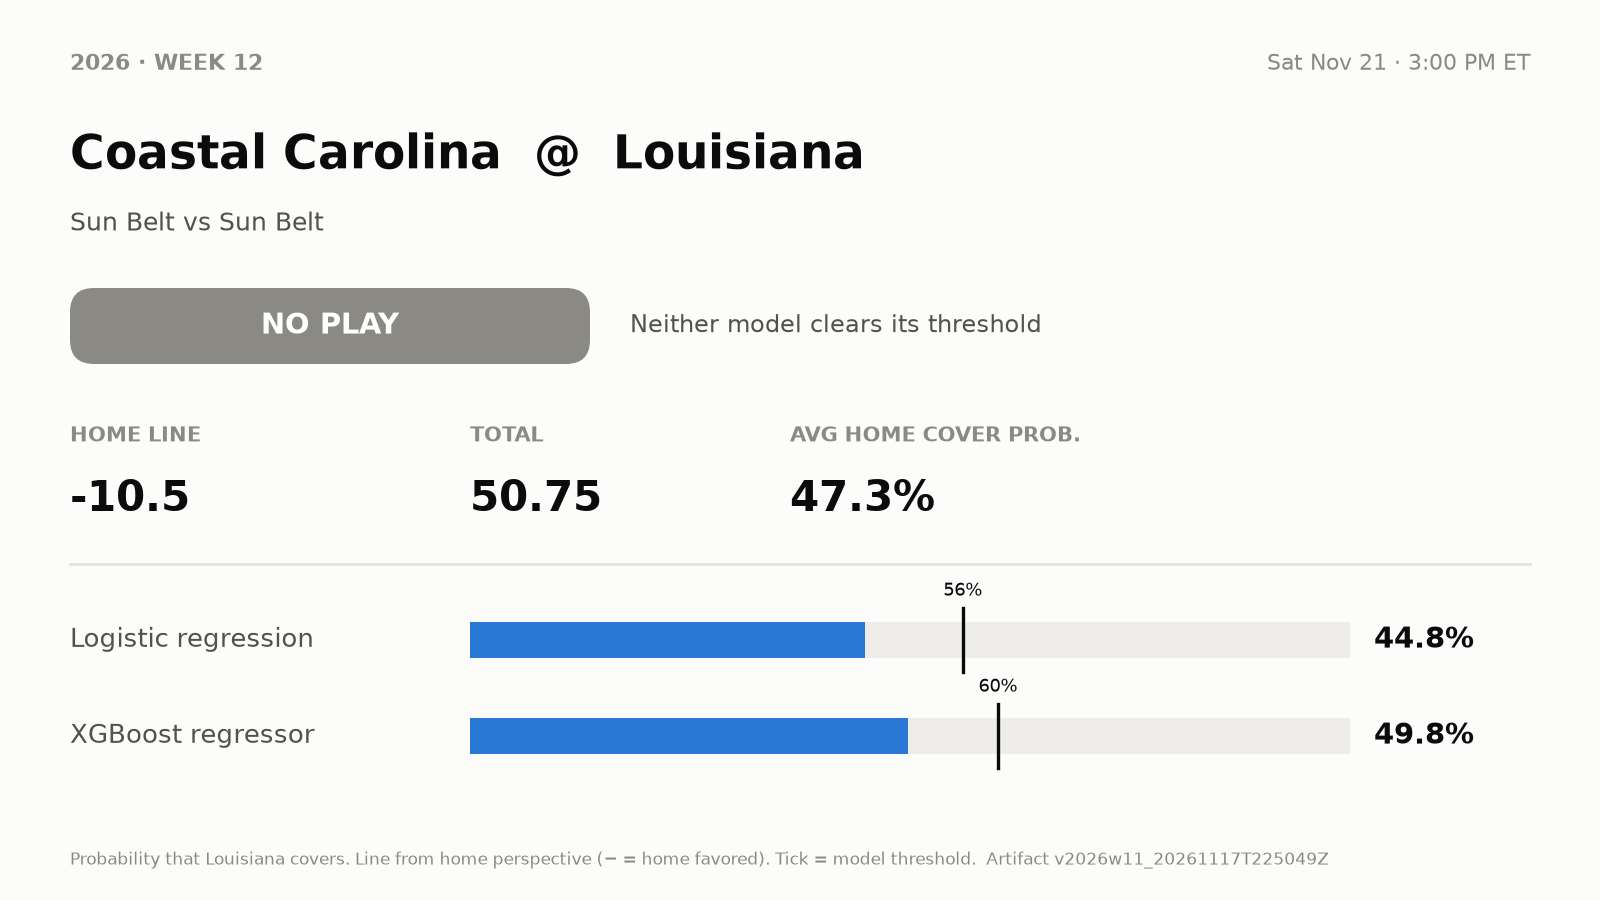 2026 · WEEK 12
Sat Nov 21 · 3:00 PM ET
Coastal Carolina @ Louisiana
Sun Belt vs Sun Belt
NO PLAY
Neither model clears its threshold
HOME LINE
TOTAL
AVG HOME COVER PROB.
-10.5
50.75
47.3%
56%
Logistic regression
44.8%
60%
XGBoost regressor
49.8%
Probability that Louisiana covers. Line from home perspective (− = home favored). Tick = model threshold. Artifact v2026w11_20261117T225049Z